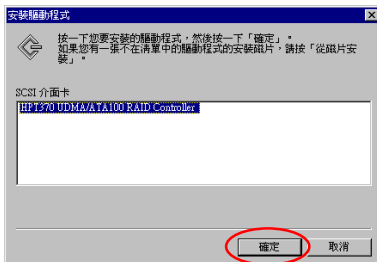 安裝驅動程式
按一下您要安裝的驅動程式，然後按一下「確定」。
如果您有一張不在清單中的驅動程式的安裝磁片，請按「從磁片安
裝」。
SCSI 介面卡
HPT370 UDMA/ATA100 RAID Controller
確定
取消